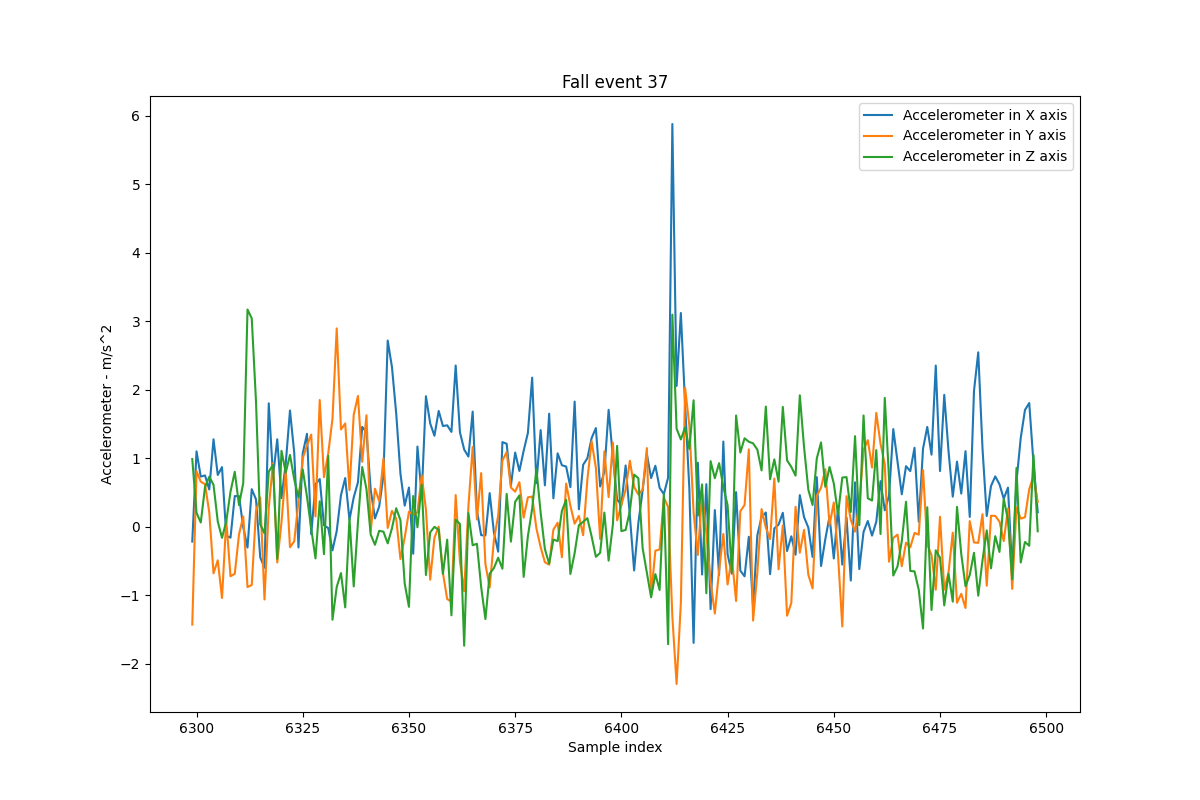 Fall event 37
Accelerometer in X axis
Accelerometer in Y axis
Accelerometer in Z axis
6
5
4
3
2
1
0
−1
−2
Accelerometer - m/s^2
6300 6325 6350 6375 6400 6425 6450 6475 6500
Sample index